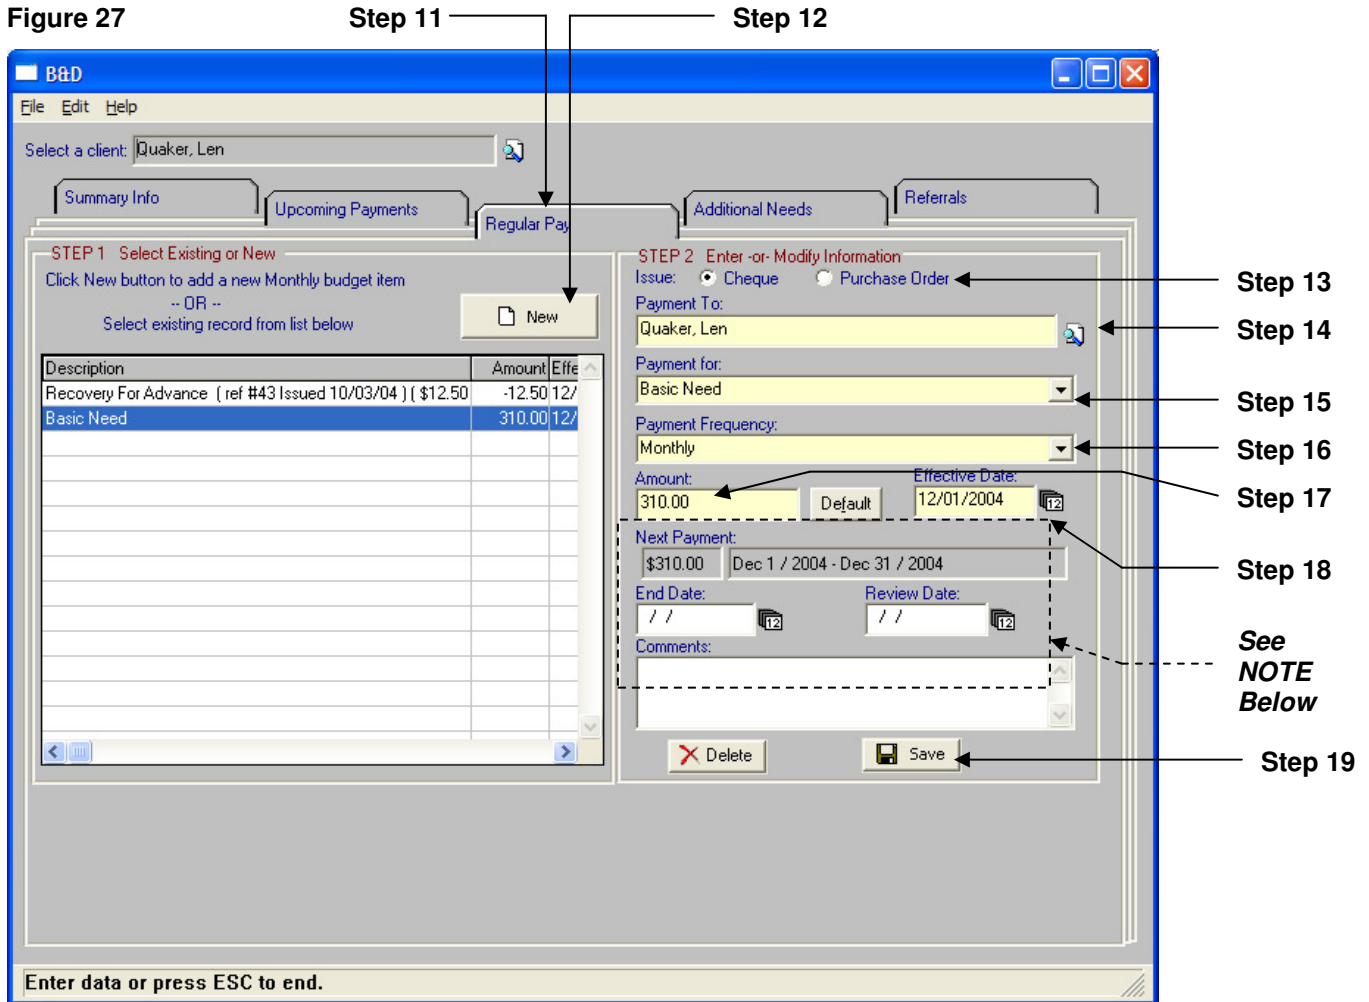 Figure 27
Step 11
Step 12
B&D
File Edit Help
Select a client: Quaker, Len
Summary Info
Upcoming Payments
Regular Pay
Additional Needs
Referrals
STEP 1 Select Existing or New
Click New button to add a new Monthly budget item
-- OR --
Select existing record from list below
New
Description Amount Effe
Recovery For Advance ( ref #43 Issued 10/03/04 ) ( $12.50 -12.50 12/
Basic Need 310.00 12/
STEP 2 Enter -or- Modify Information
Issue: Cheque Purchase Order
Step 13
Payment To:
Quaker, Len
Step 14
Payment for:
Basic Need
Step 15
Payment Frequency:
Monthly
Step 16
Amount: Effective Date:
310.00 Default 12/01/2004 12
Step 17
Next Payment:
$310.00 Dec 1 / 2004 - Dec 31 / 2004
Step 18
End Date: Review Date:
/ / 12 / / 12
Comments:
See
NOTE
Below
Delete Save
Step 19
Enter data or press ESC to end.